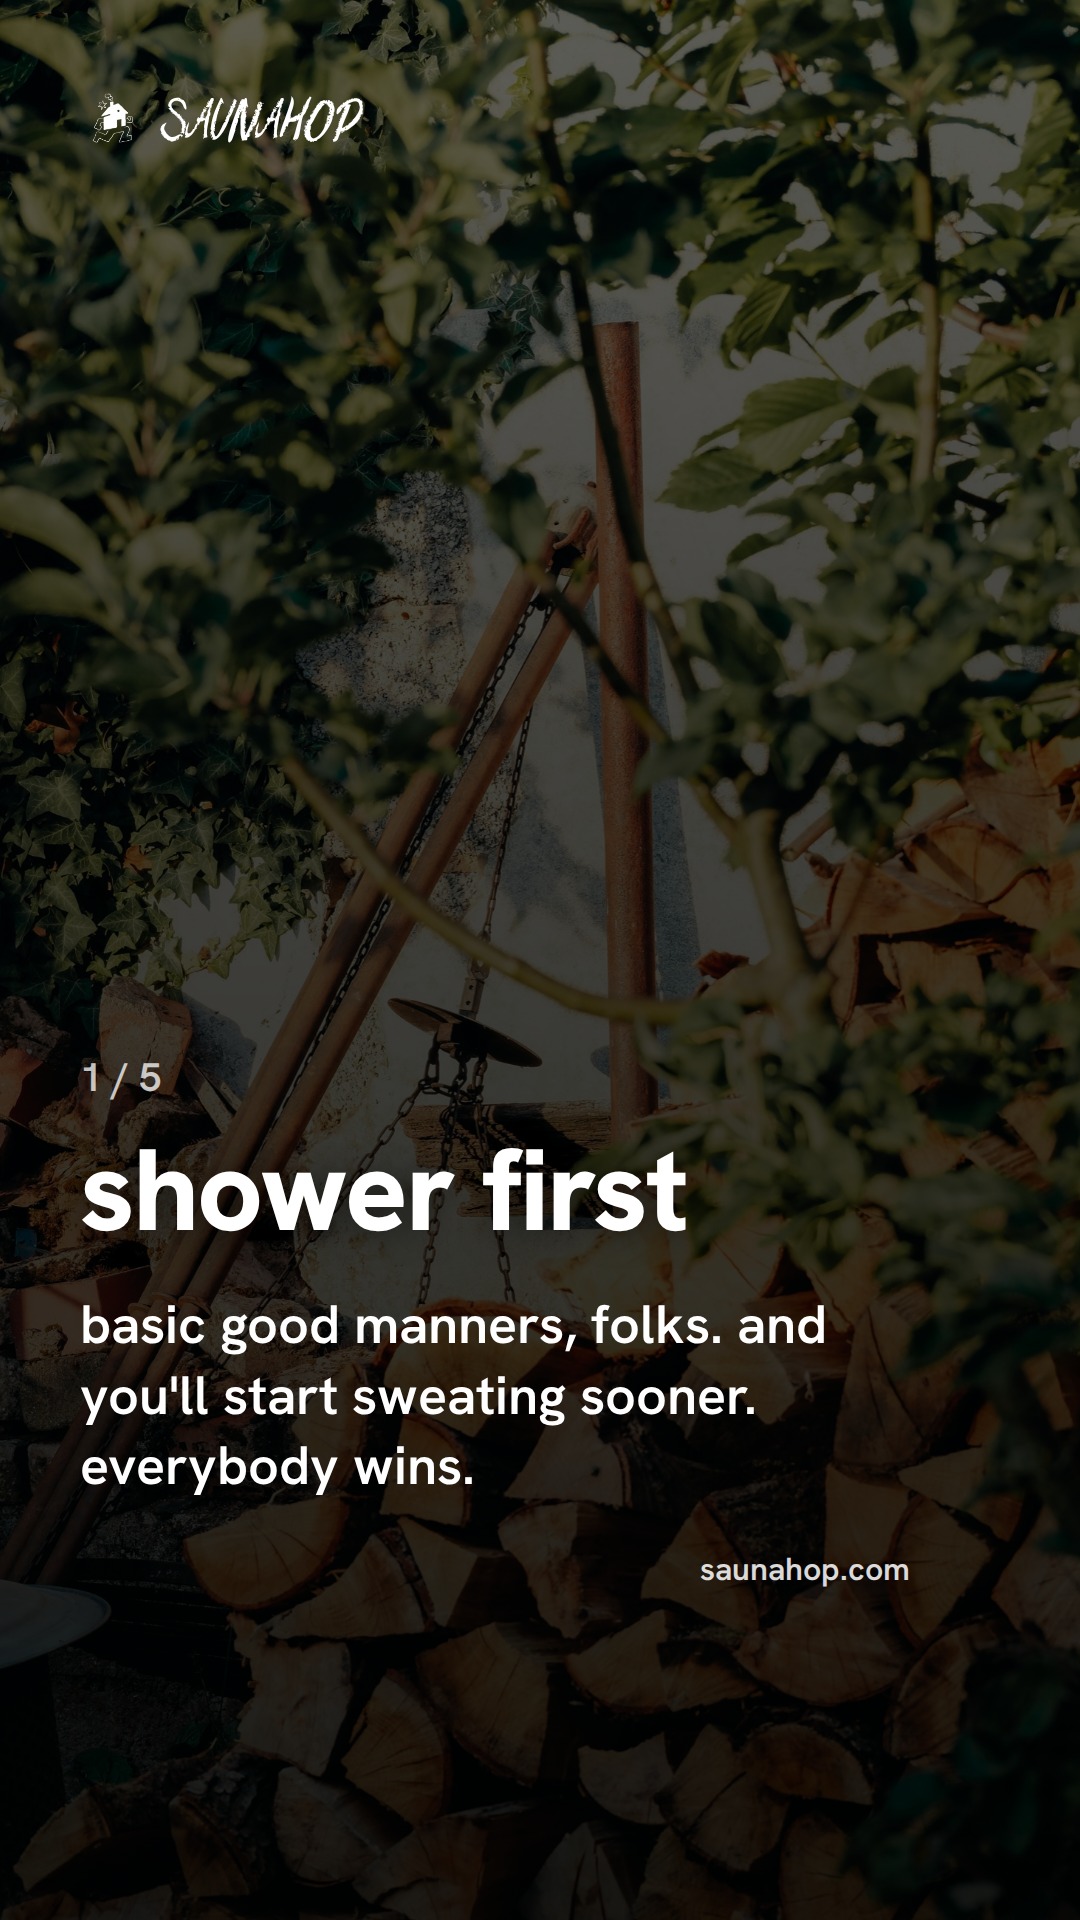 SAUNAHOP
1 / 5
shower first
basic good manners, folks. and
you'll start sweating sooner.
everybody wins.
saunahop.com